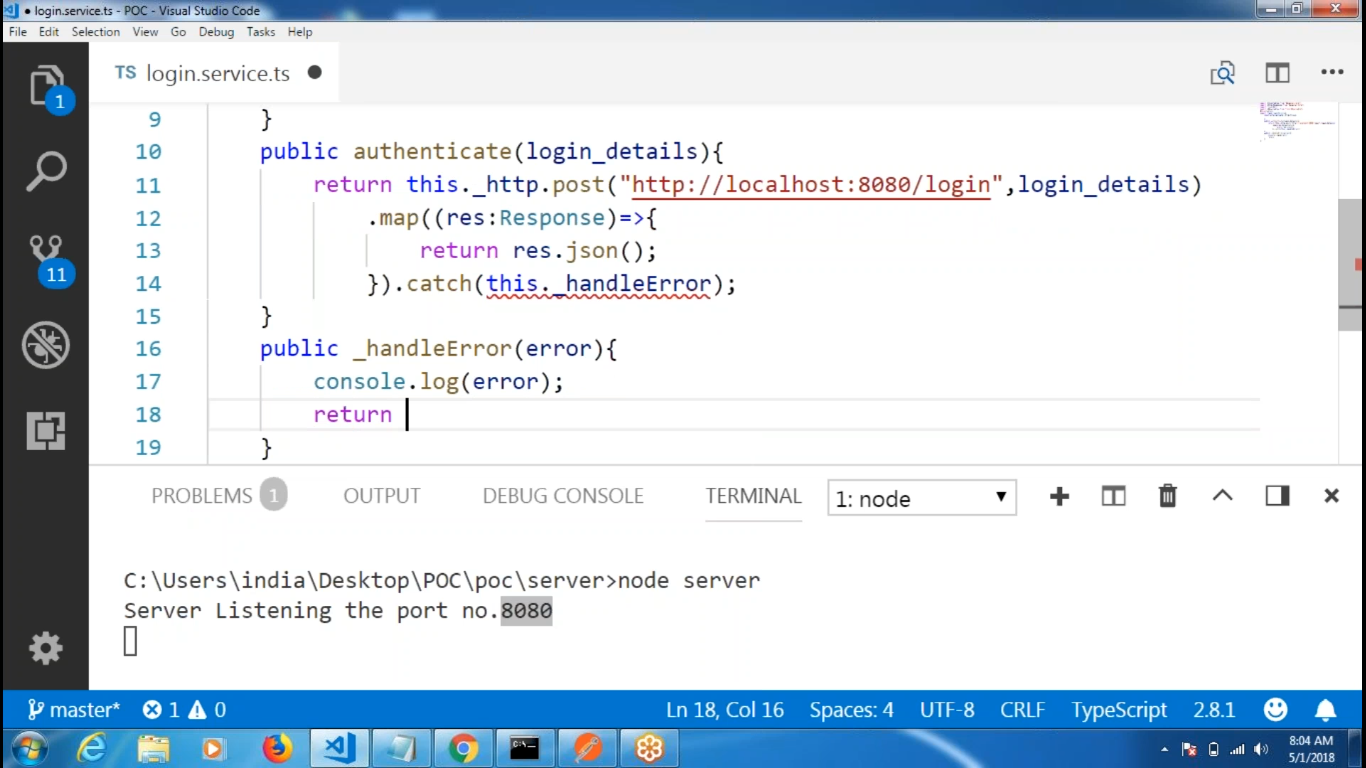 login.service.ts - POC - Visual Studio Code
File Edit Selection View Go Debug Tasks Help
TS login.service.ts
1
11
9 }
10 public authenticate(login_details){
11 return this._http.post("http://localhost:8080/login",login_details)
12 .map((res:Response)=>{
13 return res.json();
14 }).catch(this._handleError);
15 }
16 public _handleError(error){
17 console.log(error);
18 return
19 }
PROBLEMS 1 OUTPUT DEBUG CONSOLE TERMINAL 1: node
C:\Users\india\Desktop\POC\poc\server>node server
Server Listening the port no.8080
master* 1 0 Ln 18, Col 16 Spaces: 4 UTF-8 CRLF TypeScript 2.8.1
8:04 AM
5/1/2018